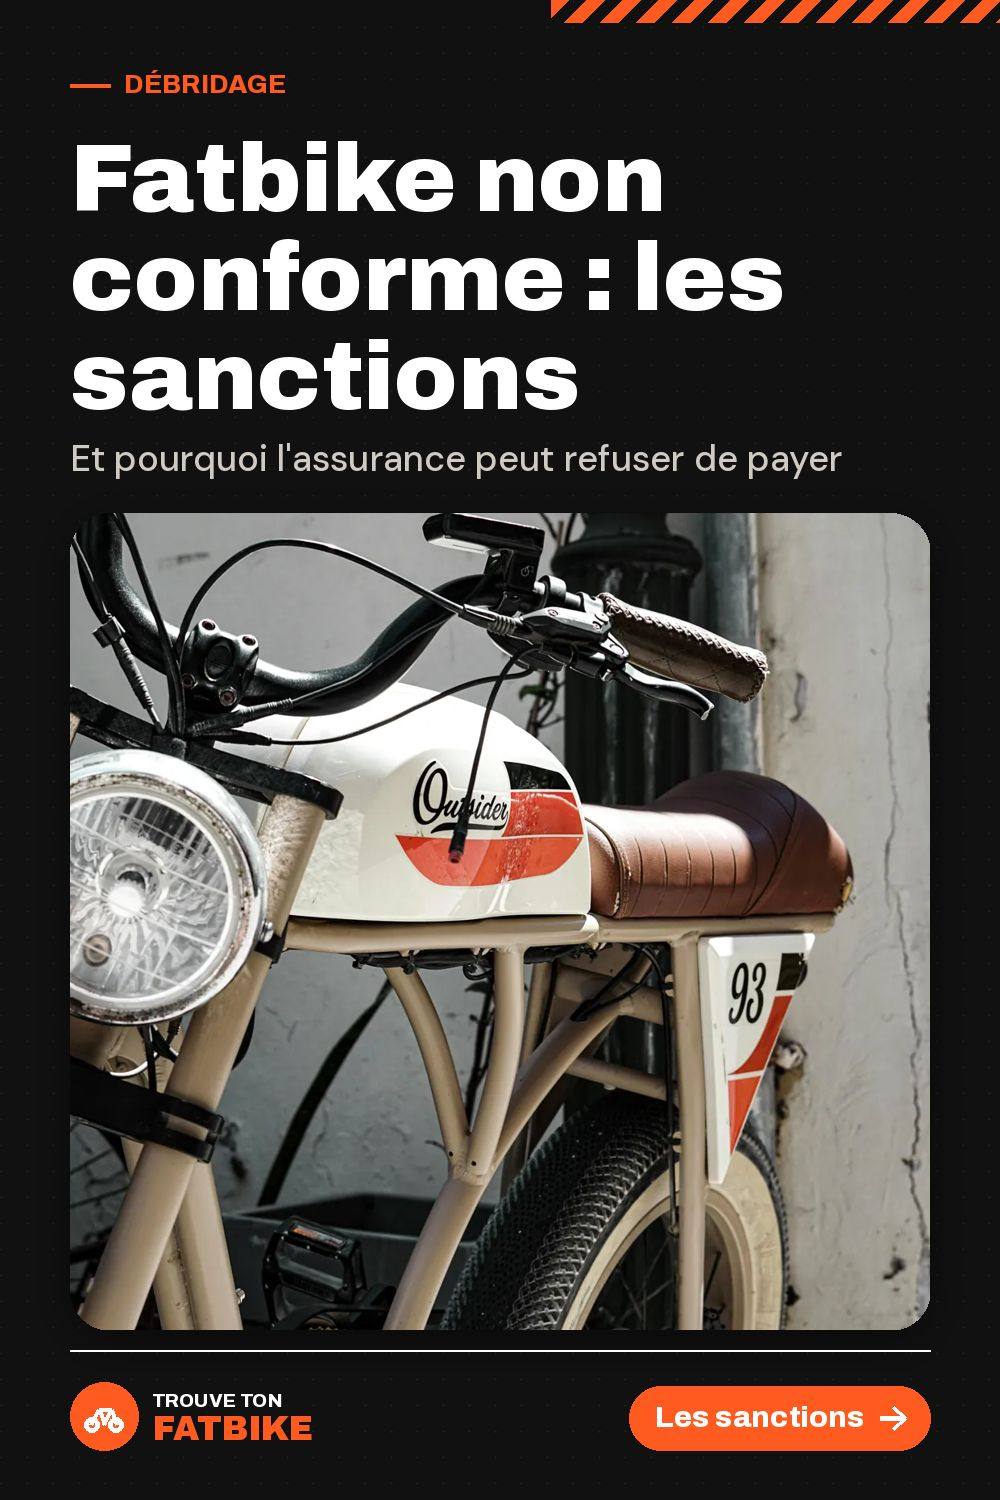 DÉBRIDAGE
Fatbike non
conforme : les
sanctions
Et pourquoi l'assurance peut refuser de payer
Outsider
93
TROUVE TON
FATBIKE
Les sanctions